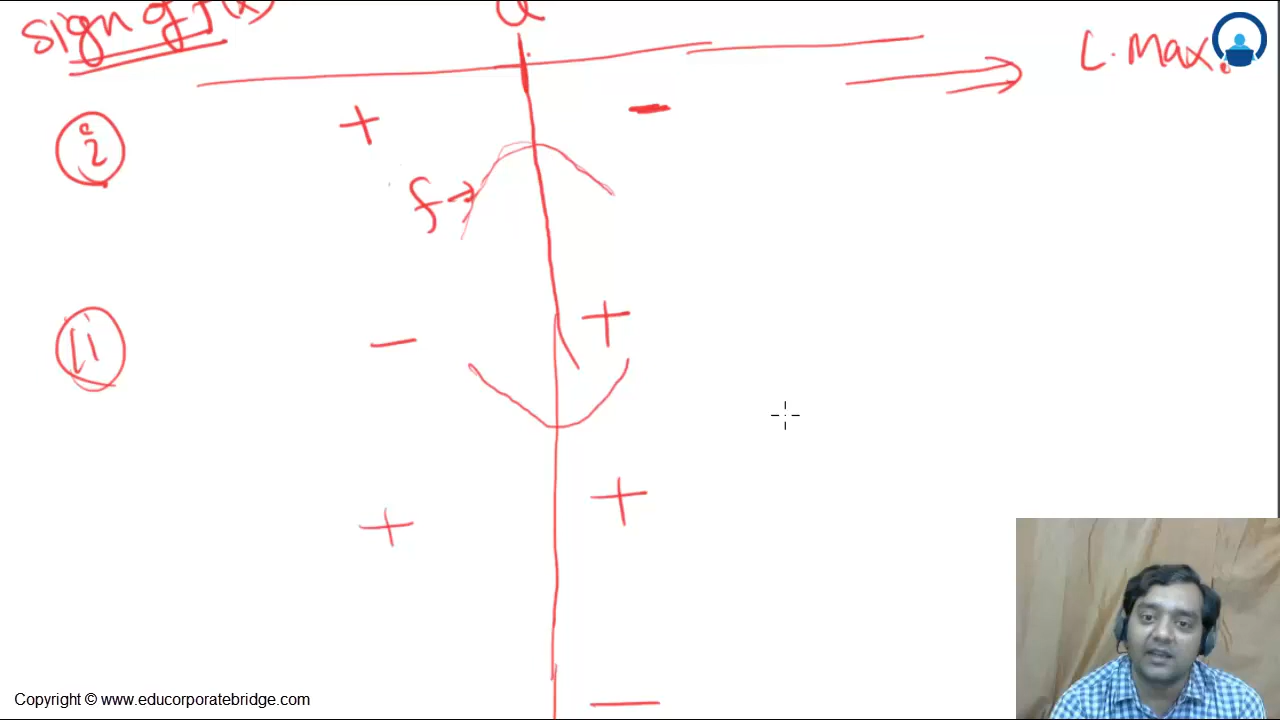 sign of f'(x)
a
L. Max.
+ -
i
f →
ii
- +
+ +
-
Copyright © www.educorporatebridge.com